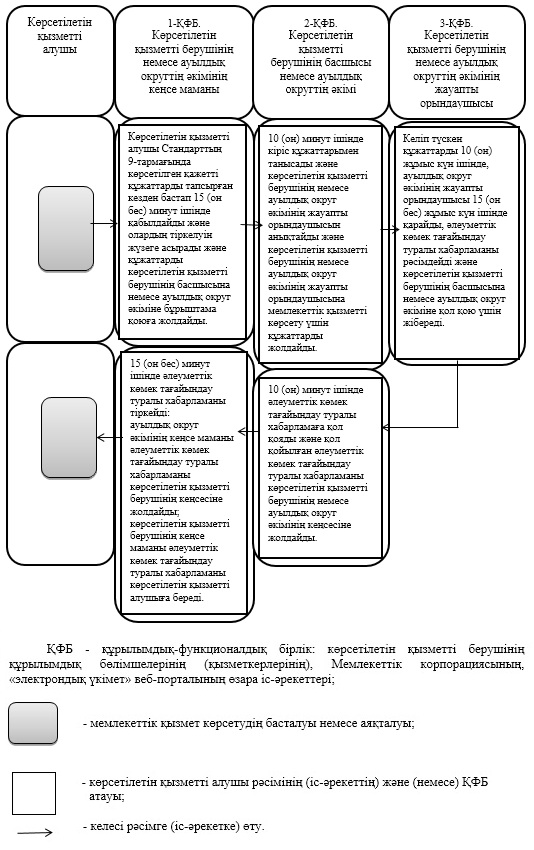 Көрсетілетін
қызметті
алушы
1-ҚФБ.
Көрсетілетін
қызметті берушінің
немесе ауылдық
округтің әкімінің
кеңсе маманы
2-ҚФБ.
Көрсетілетін
қызметті
берушінің басшысы
немесе ауылдық
округтің әкімі
3-ҚФБ.
Көрсетілетін
қызметті берушінің
немесе ауылдық
округтің әкімінің
жауапты
орындаушысы
Көрсетілетін қызметті
алушы Стандарттың
9-тармағында
көрсетілген қажетті
құжаттарды тапсырған
кезден бастап 15 (он
бес) минут ішінде
қабылдайды және
олардың тіркелуін
жүзеге асырады және
құжаттарды
көрсетілетін қызметті
берушінің басшысына
немесе ауылдық округ
әкіміне бұрыштама
қоюға жолдайды.
10 (он) минут ішінде
кіріс құжаттарымен
танысады және
көрсетілетін қызметті
берушінің немесе
ауылдық округ
әкімінің жауапты
орындаушысын
анықтайды және
көрсетілетін қызметті
берушінің немесе
ауылдық округ
әкімінің жауапты
орындаушысына
мемлекеттік қызметті
көрсету үшін
құжаттарды
жолдайды.
Келіп түскен
құжаттарды 10 (он)
жұмыс күн ішінде,
ауылдық округ
әкімінің жауапты
орындаушысы 15 (он
бес) жұмыс күн ішінде
қарайды, әлеуметтік
көмек тағайындау
туралы хабарламаны
рәсімдейді және
көрсетілетін қызметті
берушінің басшысына
немесе ауылдық округ
әкіміне қол қою үшін
жібереді.
15 (он бес) минут
ішінде әлеуметтік
көмек тағайындау
туралы хабарламаны
тіркейді:
ауылдық округ
әкімінің кеңсе маманы
әлеуметтік көмек
тағайындау туралы
хабарламаны
көрсетілетін қызметті
берушінің кеңсесіне
жолдайды;
көрсетілетін қызметті
берушінің кеңсе
маманы әлеуметтік
көмек тағайындау
туралы хабарламаны
көрсетілетін қызметті
алушыға береді.
10 (он) минут ішінде
әлеуметтік көмек
тағайындау туралы
хабарламаға қол
қояды және қол
қойылған әлеуметтік
көмек тағайындау
туралы хабарламаны
көрсетілетін қызметті
берушінің немесе
ауылдық округ
әкімінің кеңсесіне
жолдайды.
ҚФБ - құрылымдық-функционалдық бірлік: көрсетілетін қызметті берушінің
құрылымдық бөлімшелерінің (қызметкерлерінің), Мемлекеттік корпорациясының,
«электрондық үкімет» веб-порталының өзара іс-әрекеттері;
- мемлекеттік қызмет көрсетудің басталуы немесе аяқталуы;
- көрсетілетін қызметті алушы рәсімінің (іс-әрекеттің) және (немесе) ҚФБ
атауы;
- келесі рәсімге (іс-әрекетке) өту.